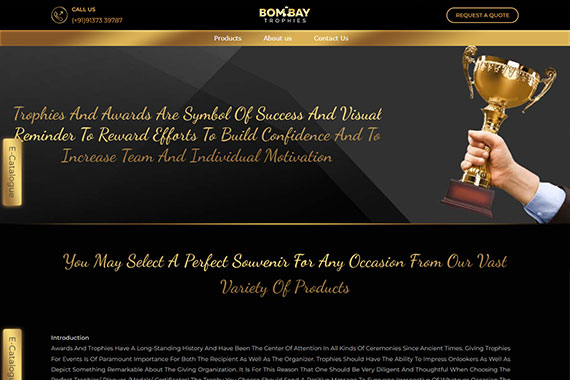 CALL US
(+91)91373 39787
BOMBAY
TROPHIES
REQUEST A QUOTE
Products
About us
Contact Us
Trophies And Awards Are Symbol Of Success And Visual
Reminder To Reward Efforts To Build Confidence And To
Increase Team And Individual Motivation
E-Catalogue
You May Select A Perfect Souvenir For Any Occasion From Our Vast
Variety Of Products
E-Catalogue
Introduction
Awards And Trophies Have A Long-Standing History And Have Been The Center Of Attention In All Kinds Of Ceremonies Since Ancient Times. Giving Trophies
For Events Is Of Paramount Importance For Both The Recipient As Well As The Organizer. Trophies Should Have The Ability To Impress Onlookers As Well As
Depict Something Remarkable About The Giving Organization. It Is For This Reason That One Should Be Very Diligent And Thoughtful When Choosing The